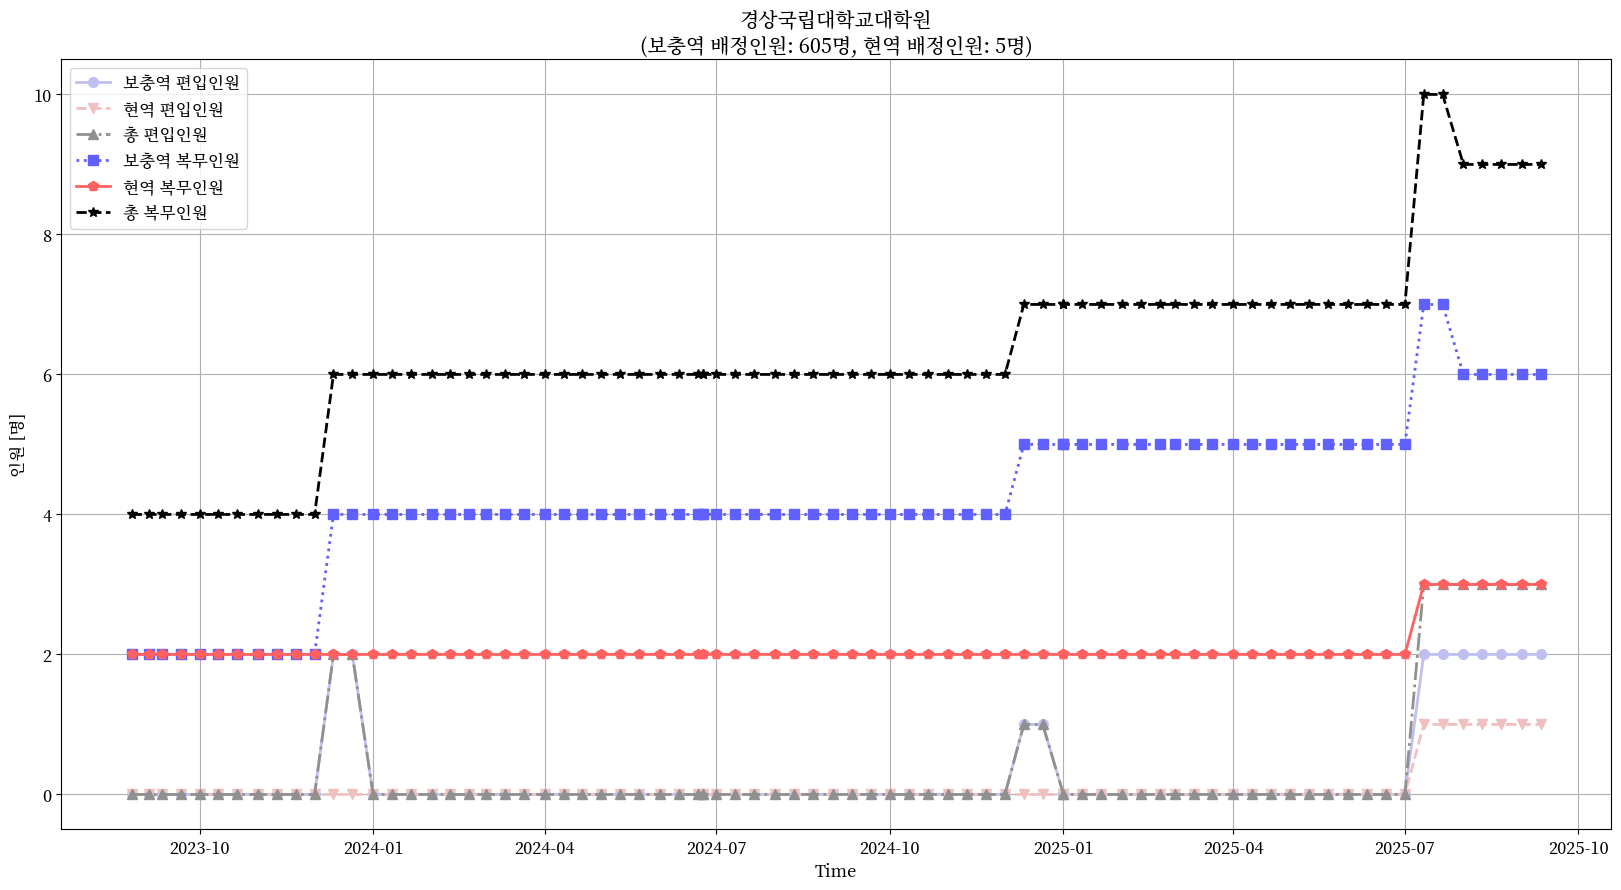 경상국립대학교대학원
(보충역 배정인원: 605명, 현역 배정인원: 5명)
보충역 편입인원
현역 편입인원
총 편입인원
보충역 복무인원
현역 복무인원
총 복무인원
10
8
6
4
2
0
인원 [명]
2023-10
2024-01
2024-04
2024-07
2024-10
2025-01
2025-04
2025-07
2025-10
Time